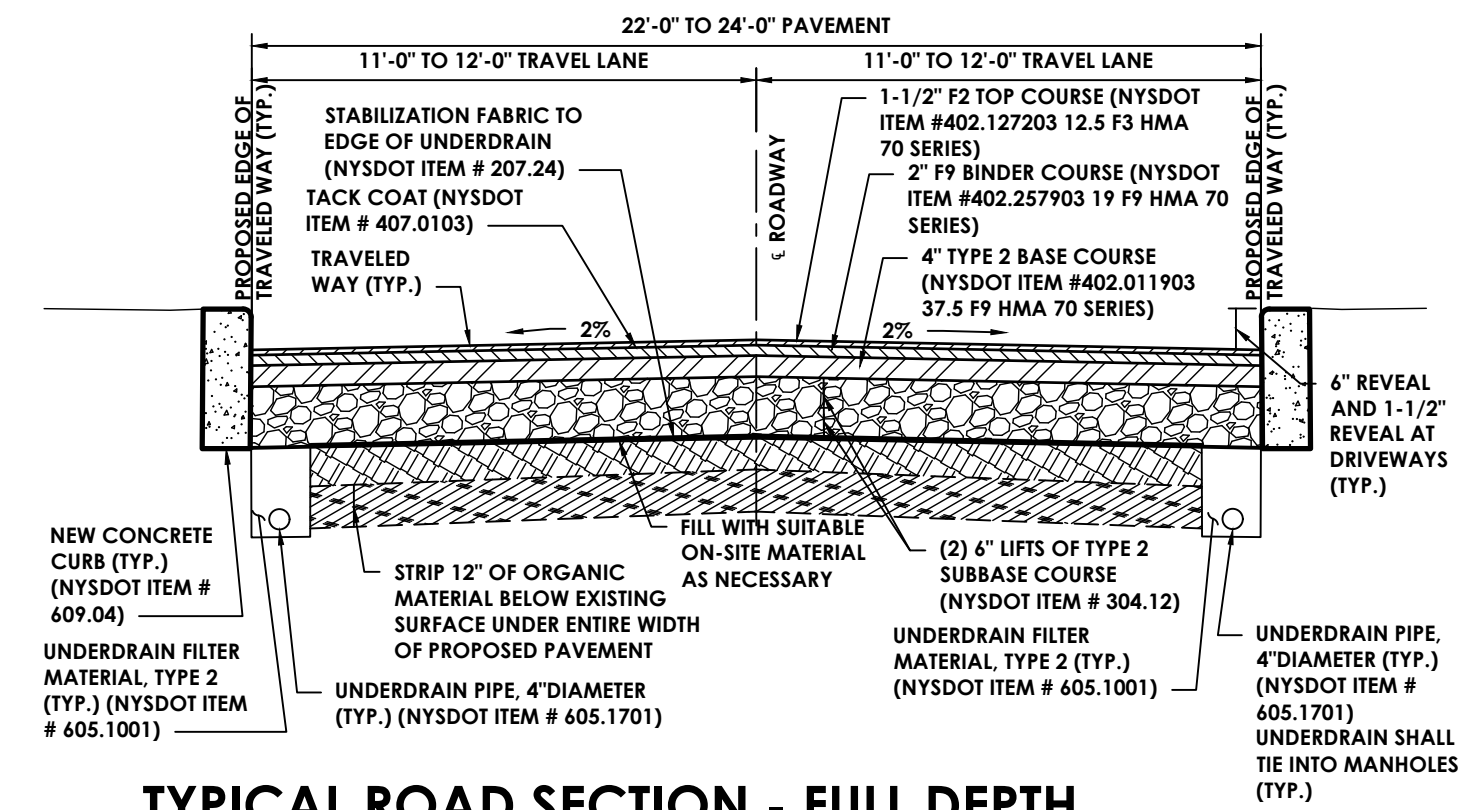 22'-0" TO 24'-0" PAVEMENT
11'-0" TO 12'-0" TRAVEL LANE
11'-0" TO 12'-0" TRAVEL LANE
PROPOSED EDGE OF
TRAVELED WAY (TYP.)
STABILIZATION FABRIC TO
EDGE OF UNDERDRAIN
(NYSDOT ITEM # 207.24)
TACK COAT (NYSDOT
ITEM # 407.0103)
TRAVELED
WAY (TYP.)
℄ ROADWAY
1-1/2" F2 TOP COURSE (NYSDOT
ITEM #402.127203 12.5 F3 HMA
70 SERIES)
2" F9 BINDER COURSE (NYSDOT
ITEM #402.257903 19 F9 HMA 70
SERIES)
4" TYPE 2 BASE COURSE
(NYSDOT ITEM #402.011903
37.5 F9 HMA 70 SERIES)
PROPOSED EDGE OF
TRAVELED WAY (TYP.)
2%
2%
6" REVEAL
AND 1-1/2"
REVEAL AT
DRIVEWAYS
(TYP.)
NEW CONCRETE
CURB (TYP.)
(NYSDOT ITEM #
609.04)
UNDERDRAIN FILTER
MATERIAL, TYPE 2
(TYP.) (NYSDOT ITEM
# 605.1001)
STRIP 12" OF ORGANIC
MATERIAL BELOW EXISTING
SURFACE UNDER ENTIRE WIDTH
OF PROPOSED PAVEMENT
UNDERDRAIN PIPE, 4"DIAMETER
(TYP.) (NYSDOT ITEM # 605.1701)
FILL WITH SUITABLE
ON-SITE MATERIAL
AS NECESSARY
(2) 6" LIFTS OF TYPE 2
SUBBASE COURSE
(NYSDOT ITEM # 304.12)
UNDERDRAIN FILTER
MATERIAL, TYPE 2 (TYP.)
(NYSDOT ITEM # 605.1001)
UNDERDRAIN PIPE,
4"DIAMETER (TYP.)
(NYSDOT ITEM #
605.1701)
UNDERDRAIN SHALL
TIE INTO MANHOLES
(TYP.)
TYPICAL ROAD SECTION - FULL DEPTH